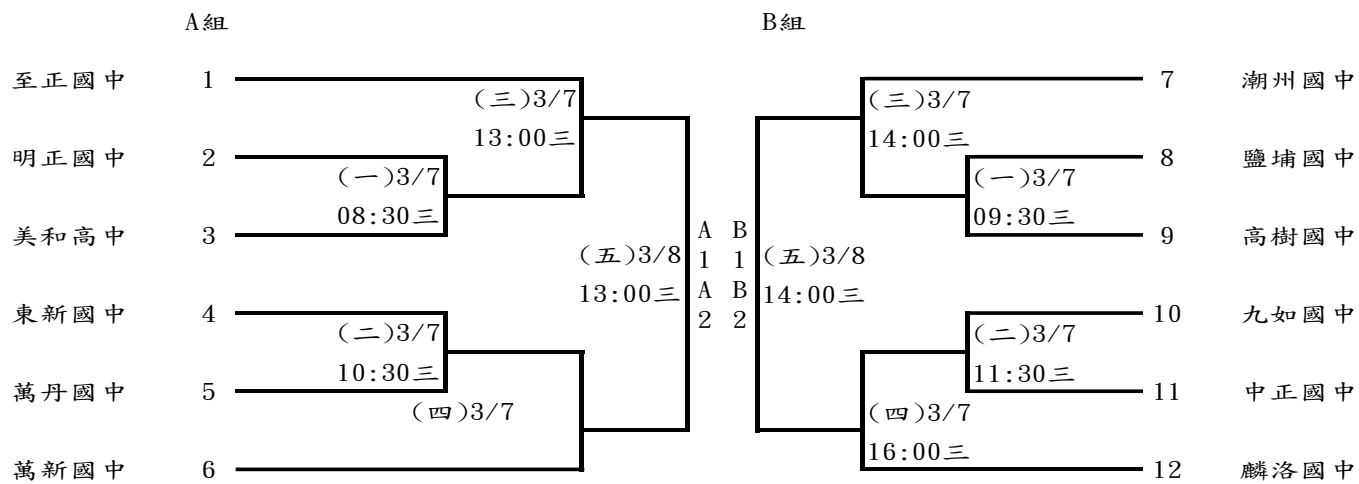 A組 B組
至正國中 1 7 潮州國中
(三)3/7 (三)3/7
13:00三 14:00三
明正國中 2 8 鹽埔國中
(一)3/7 (一)3/7
08:30三 09:30三
美和高中 3 9 高樹國中
(五)3/8 A1A2 B1B2 (五)3/8
13:00三 14:00三
東新國中 4 10 九如國中
(二)3/7 (二)3/7
10:30三 11:30三
萬丹國中 5 11 中正國中
(四)3/7 (四)3/7
16:00三
萬新國中 6 12 麟洛國中